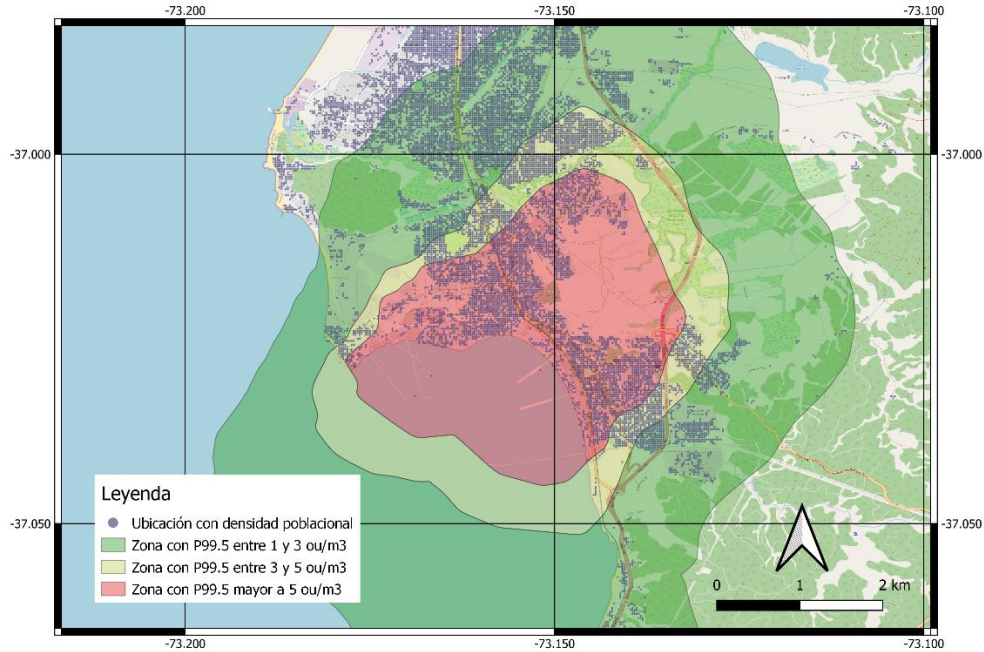 -73.200 -73.150 -73.100
-37.000 -37.000
Leyenda
Ubicación con densidad poblacional
Zona con P99.5 entre 1 y 3 ou/m3
Zona con P99.5 entre 3 y 5 ou/m3
Zona con P99.5 mayor a 5 ou/m3
-37.050 -37.050
0 1 2 km
-73.200 -73.150 -73.100